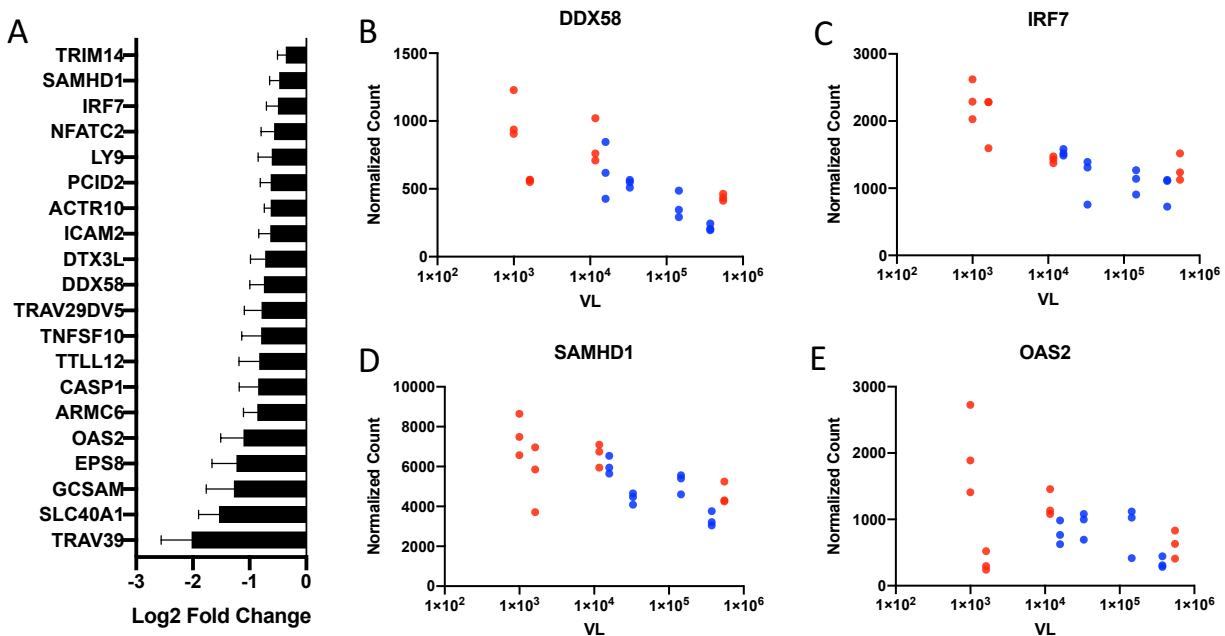 A
TRIM14
SAMHD1
IRF7
NFATC2
LY9
PCID2
ACTR10
ICAM2
DTX3L
DDX58
TRAV29DV5
TNFSF10
TTLL12
CASP1
ARMC6
OAS2
EPS8
GCSAM
SLC40A1
TRAV39
-3 -2 -1 0
Log2 Fold Change
B
DDX58
Normalized Count
1500
1000
500
0
1×10² 1×10³ 1×10⁴ 1×10⁵ 1×10⁶
VL
C
IRF7
Normalized Count
3000
2000
1000
0
1×10² 1×10³ 1×10⁴ 1×10⁵ 1×10⁶
VL
D
SAMHD1
Normalized Count
10000
8000
6000
4000
2000
0
1×10² 1×10³ 1×10⁴ 1×10⁵ 1×10⁶
VL
E
OAS2
Normalized Count
3000
2000
1000
0
1×10² 1×10³ 1×10⁴ 1×10⁵ 1×10⁶
VL